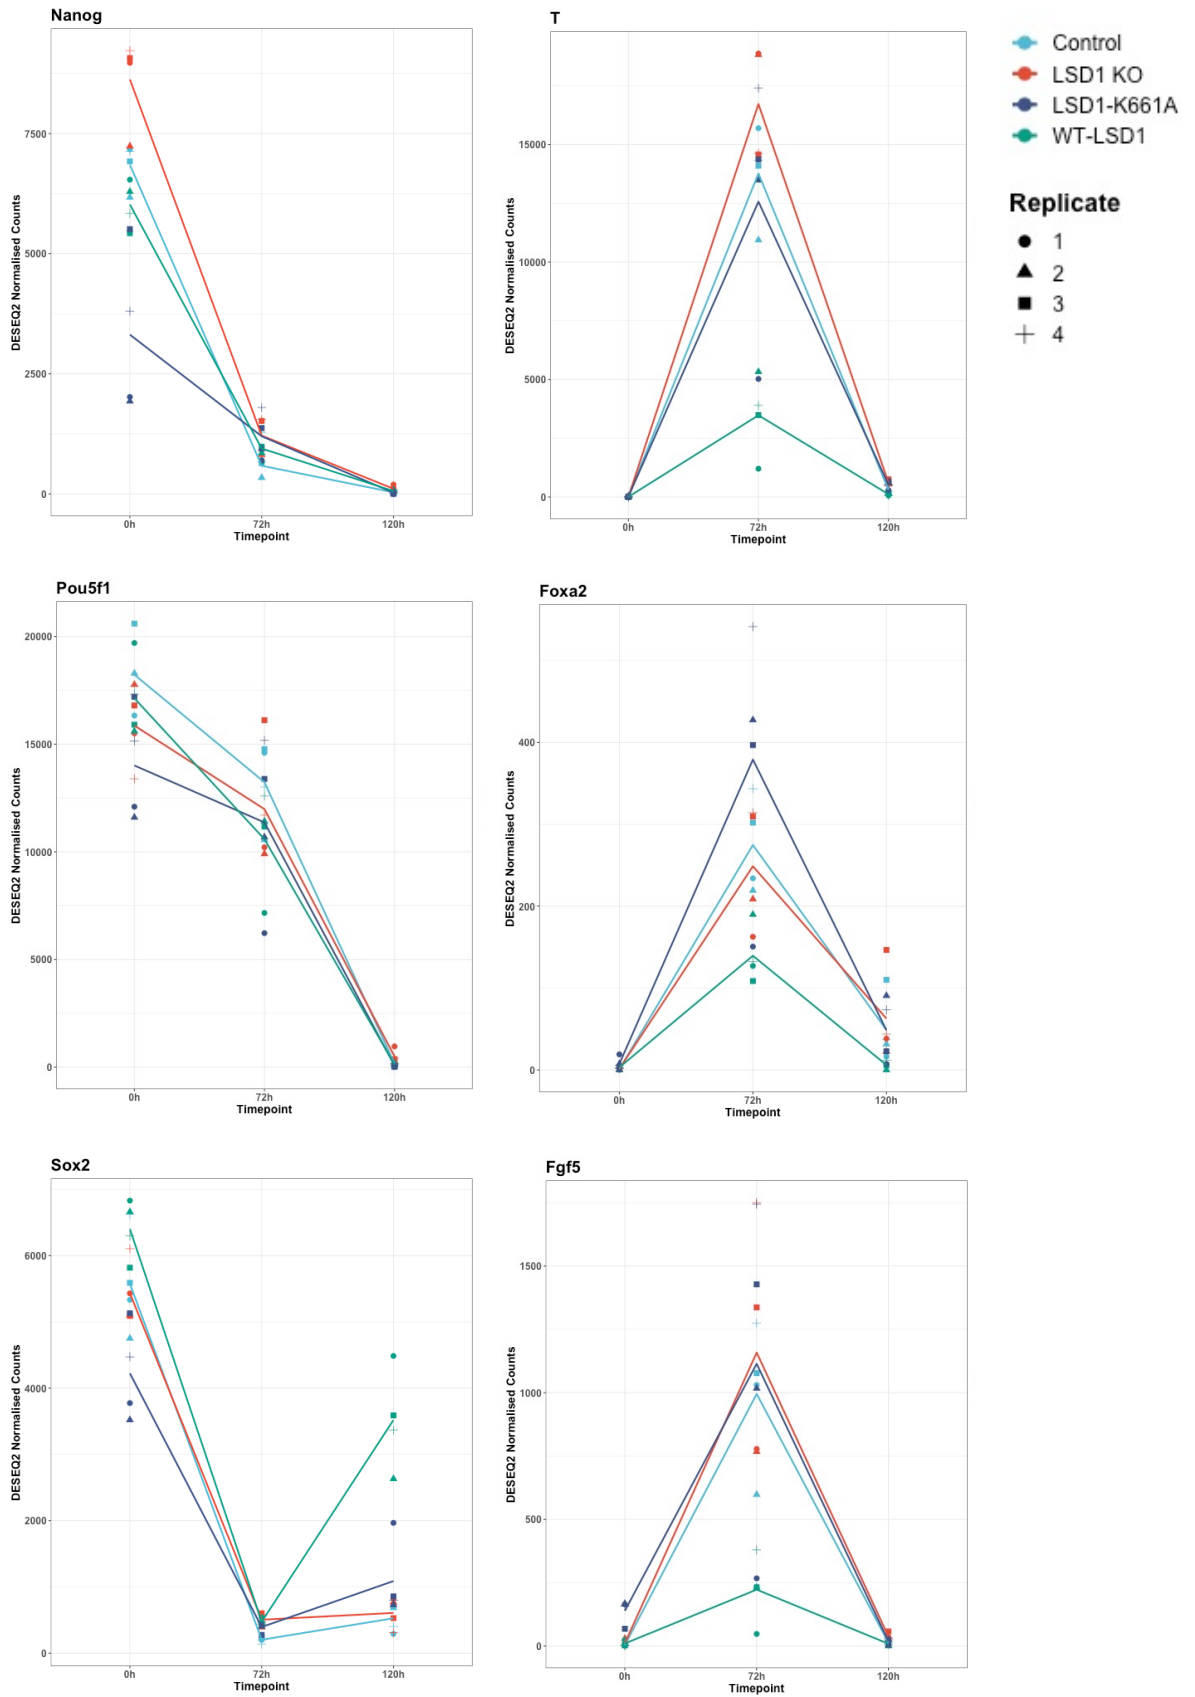 Nanog
DESEQ2 Normalised Counts
7500
5000
2500
0
0h
72h
120h
Timepoint
T
DESEQ2 Normalised Counts
15000
10000
5000
0
0h
72h
120h
Timepoint
Control
LSD1 KO
LSD1-K661A
WT-LSD1
Replicate
1
2
3
4
Pou5f1
DESEQ2 Normalised Counts
20000
15000
10000
5000
0
0h
72h
120h
Timepoint
Foxa2
DESEQ2 Normalised Counts
400
200
0
0h
72h
120h
Timepoint
Sox2
DESEQ2 Normalised Counts
6000
4000
2000
0
0h
72h
120h
Timepoint
Fgf5
DESEQ2 Normalised Counts
1500
1000
500
0
0h
72h
120h
Timepoint